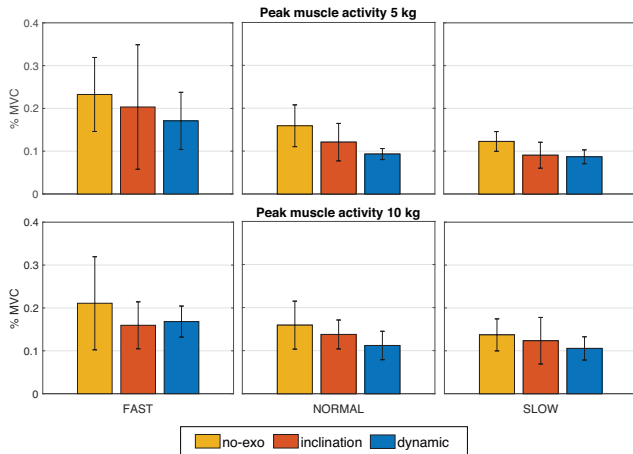 Peak muscle activity 5 kg
% MVC
0.4
0.3
0.2
0.1
0
Peak muscle activity 10 kg
% MVC
0.4
0.3
0.2
0.1
0
FAST NORMAL SLOW
no-exo inclination dynamic